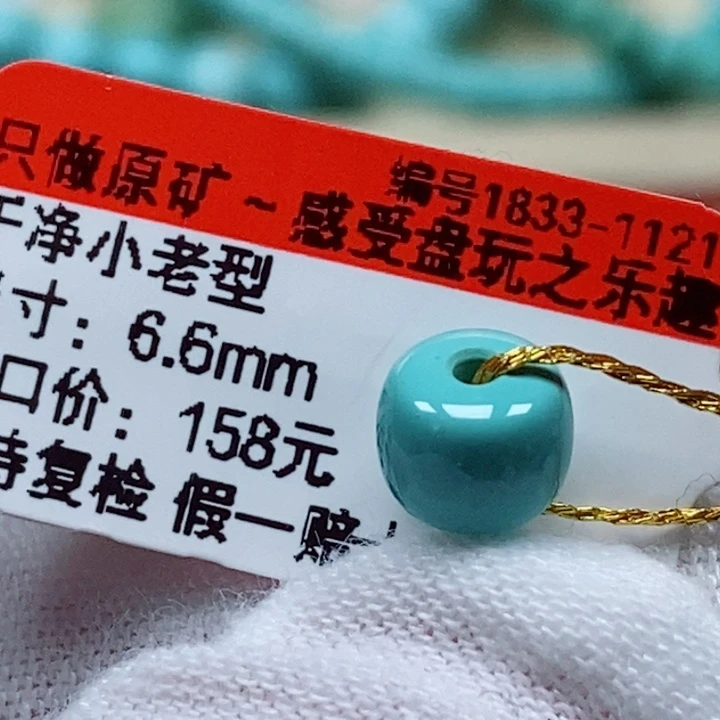 编号1833-1121
只做原矿~感受盘玩之乐趣
干净小老型
寸：6.6mm
口价：158元
持复检 假一赔